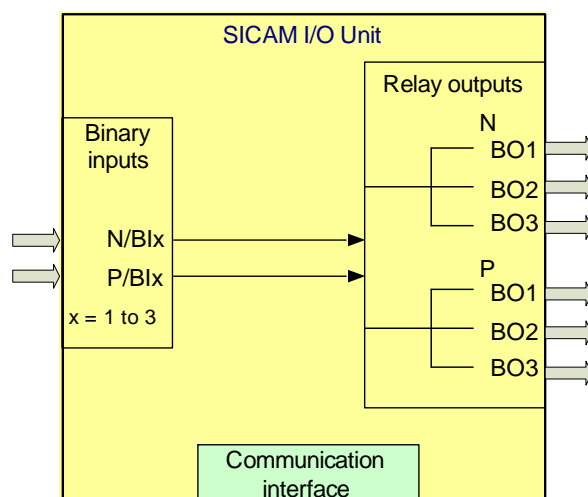 SICAM I/O Unit
Binary
inputs
N/BIx
P/BIx
x = 1 to 3
Relay outputs
N
BO1
BO2
BO3
P
BO1
BO2
BO3
Communication
interface